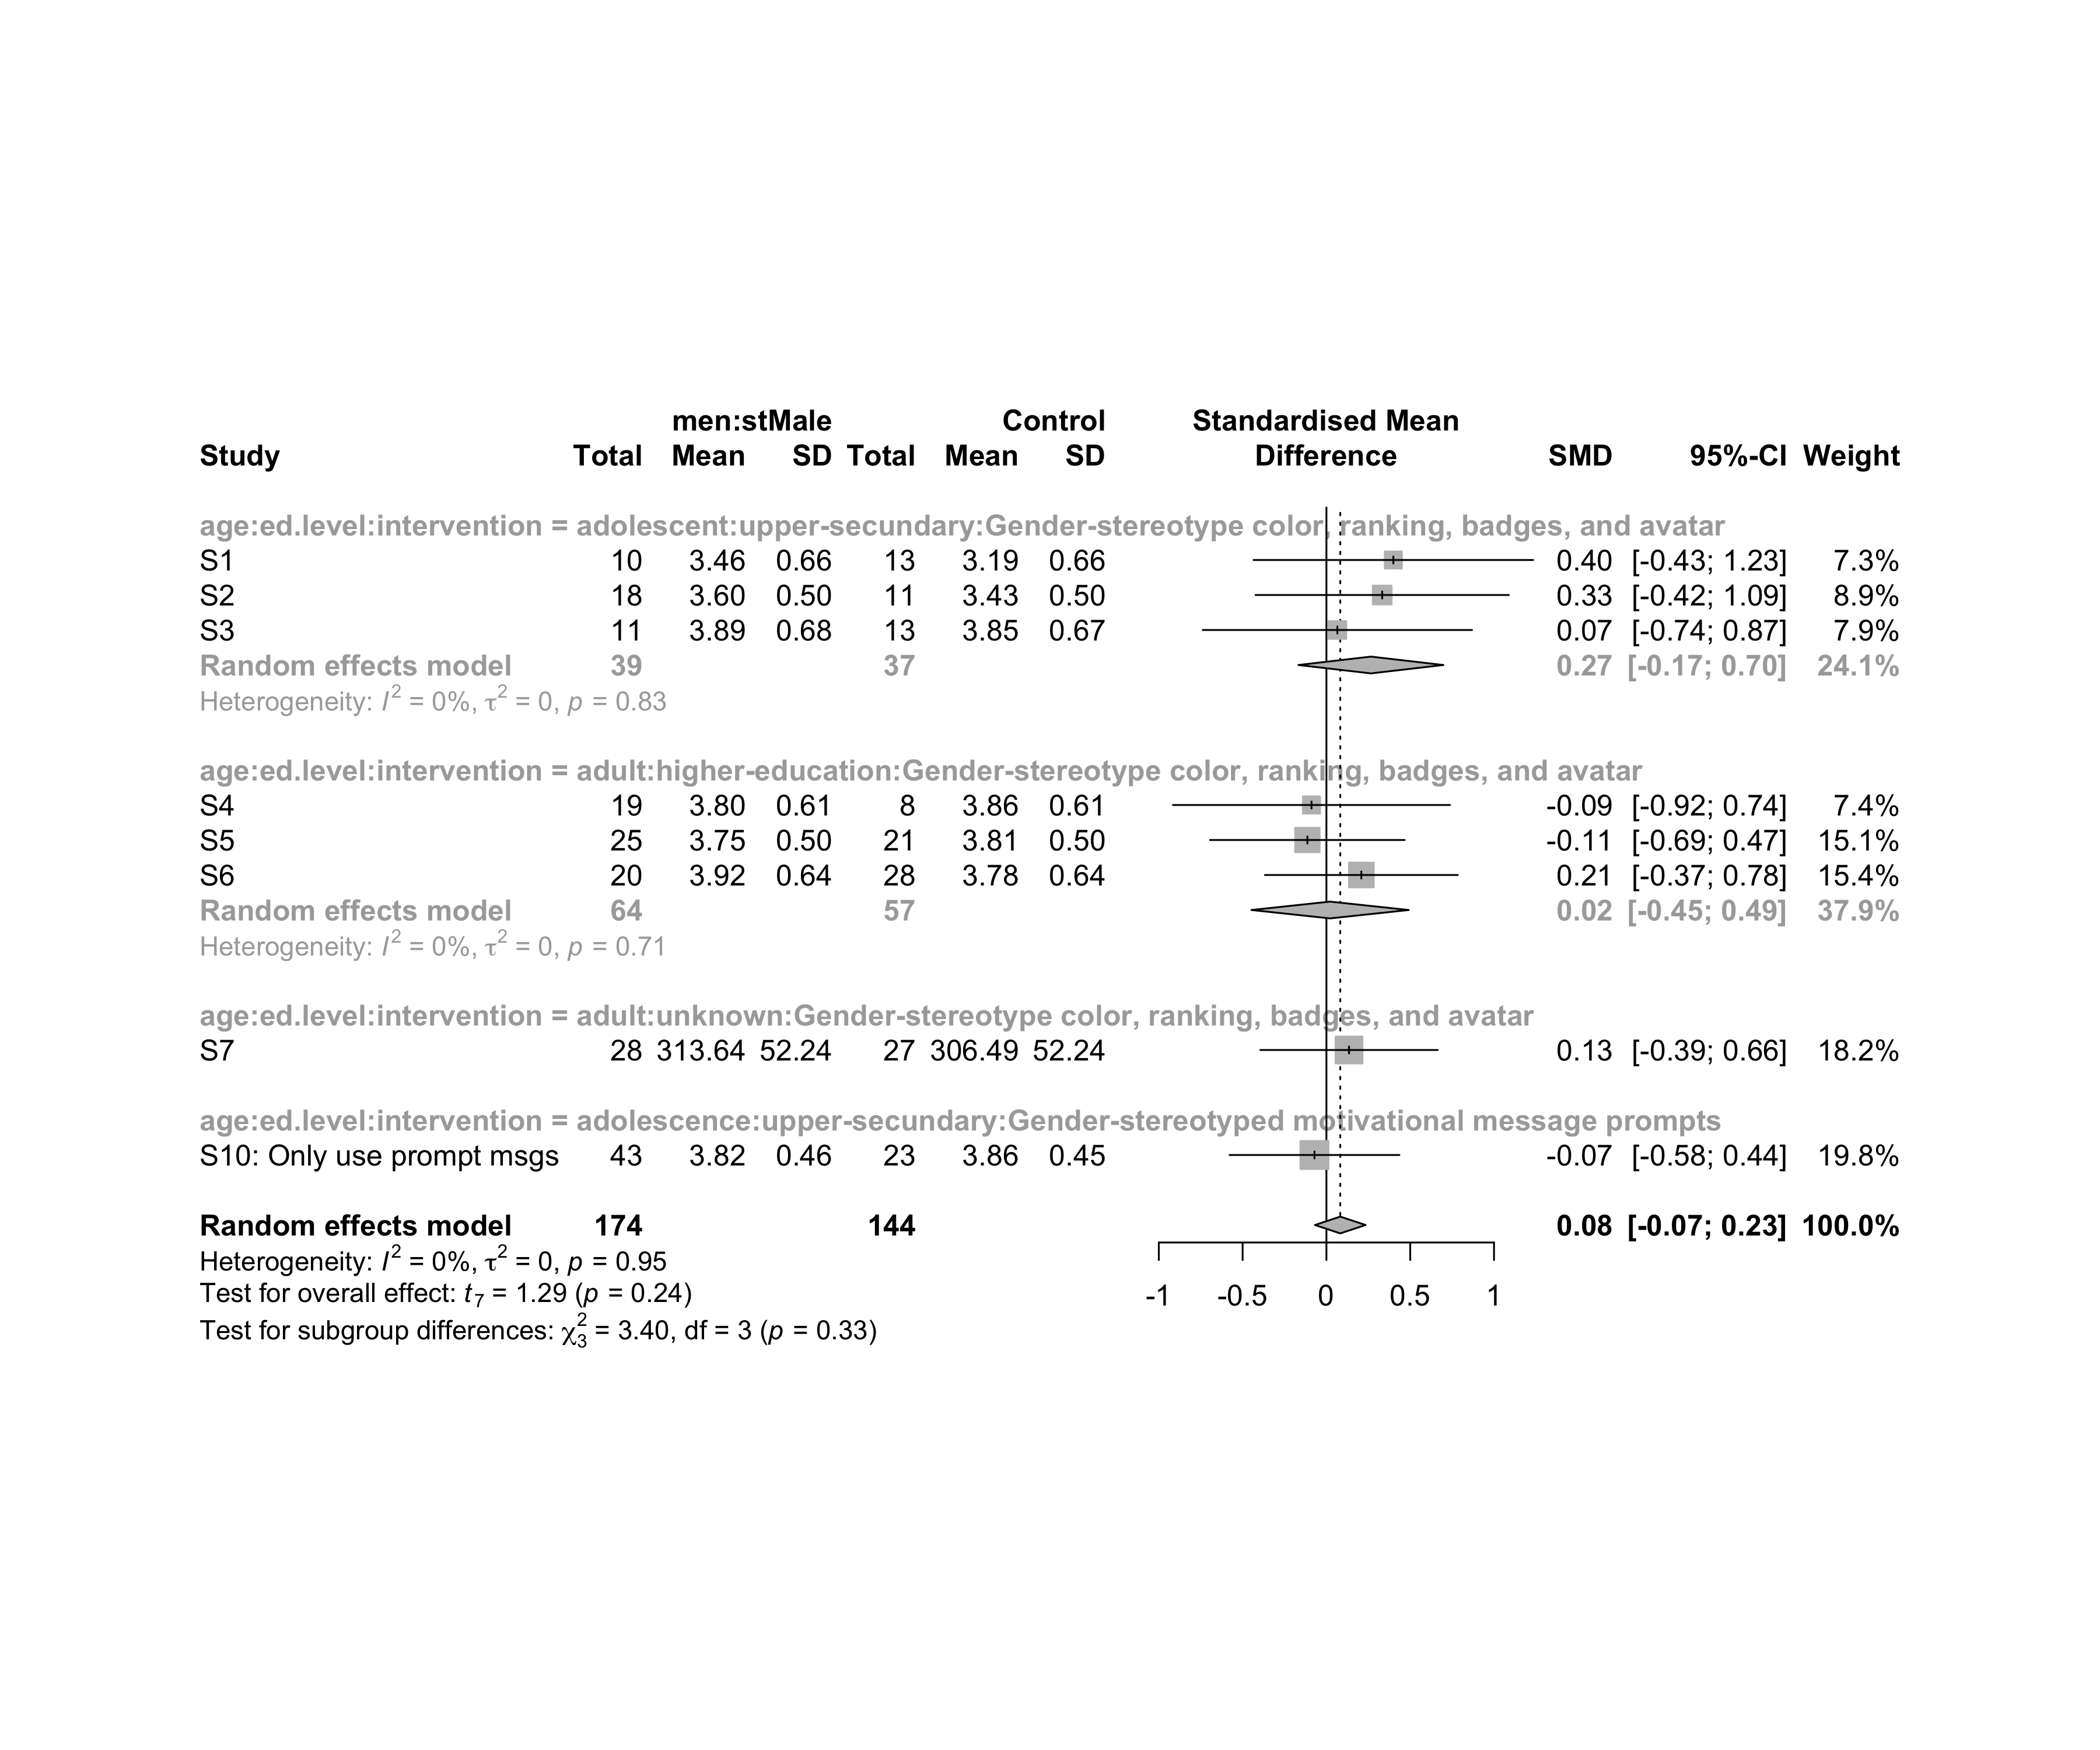 men:stMale Control Standardised Mean
Study Total Mean SD Total Mean SD Difference SMD 95%-CI Weight
age:ed.level:intervention = adolescent:upper-secundary:Gender-stereotype color, ranking, badges, and avatar
S1 10 3.46 0.66 13 3.19 0.66 0.40 [-0.43; 1.23] 7.3%
S2 18 3.60 0.50 11 3.43 0.50 0.33 [-0.42; 1.09] 8.9%
S3 11 3.89 0.68 13 3.85 0.67 0.07 [-0.74; 0.87] 7.9%
Random effects model 39 37 0.27 [-0.17; 0.70] 24.1%
Heterogeneity: I² = 0%, τ² = 0, p = 0.83
age:ed.level:intervention = adult:higher-education:Gender-stereotype color, ranking, badges, and avatar
S4 19 3.80 0.61 8 3.86 0.61 -0.09 [-0.92; 0.74] 7.4%
S5 25 3.75 0.50 21 3.81 0.50 -0.11 [-0.69; 0.47] 15.1%
S6 20 3.92 0.64 28 3.78 0.64 0.21 [-0.37; 0.78] 15.4%
Random effects model 64 57 0.02 [-0.45; 0.49] 37.9%
Heterogeneity: I² = 0%, τ² = 0, p = 0.71
age:ed.level:intervention = adult:unknown:Gender-stereotype color, ranking, badges, and avatar
S7 28 313.64 52.24 27 306.49 52.24 0.13 [-0.39; 0.66] 18.2%
age:ed.level:intervention = adolescence:upper-secundary:Gender-stereotyped motivational message prompts
S10: Only use prompt msgs 43 3.82 0.46 23 3.86 0.45 -0.07 [-0.58; 0.44] 19.8%
Random effects model 174 144 0.08 [-0.07; 0.23] 100.0%
Heterogeneity: I² = 0%, τ² = 0, p = 0.95
Test for overall effect: t₇ = 1.29 (p = 0.24)
-1 -0.5 0 0.5 1
Test for subgroup differences: χ²₃ = 3.40, df = 3 (p = 0.33)